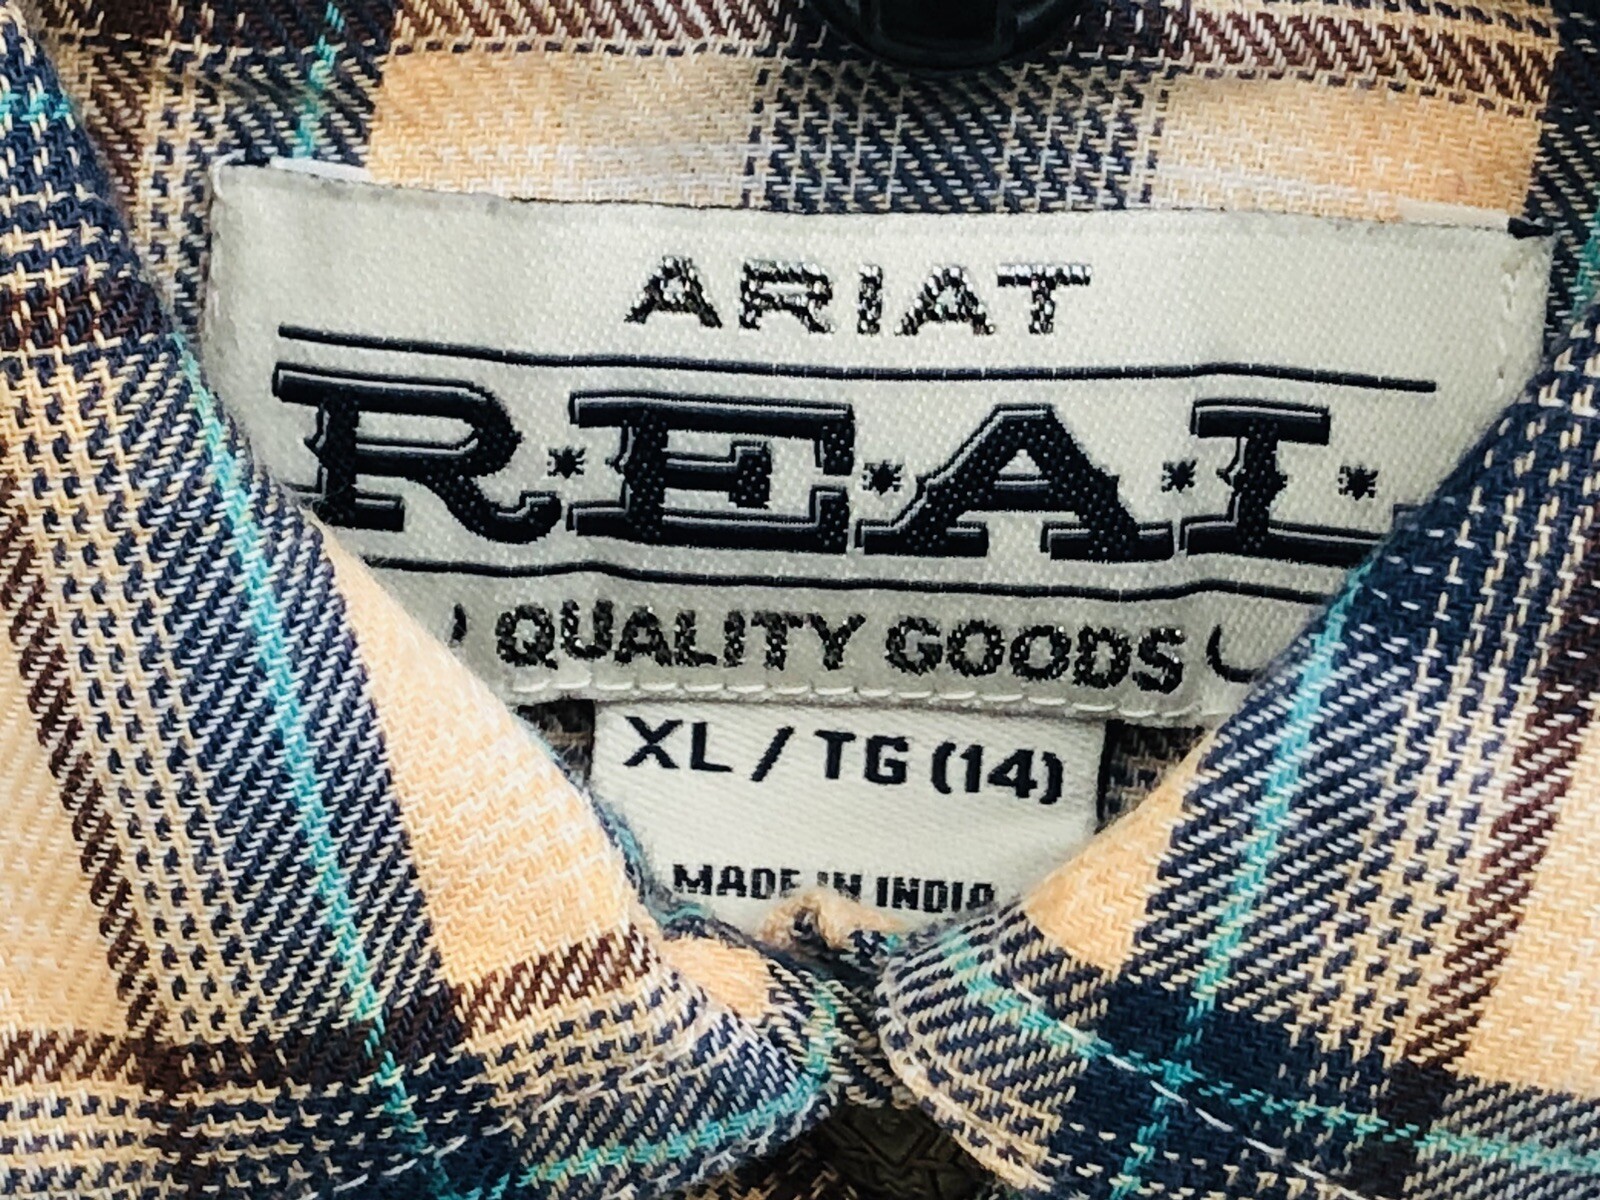 ARIAT
R*E*A*L*
QUALITY GOODS
XL / TG (14)
MADE IN INDIA